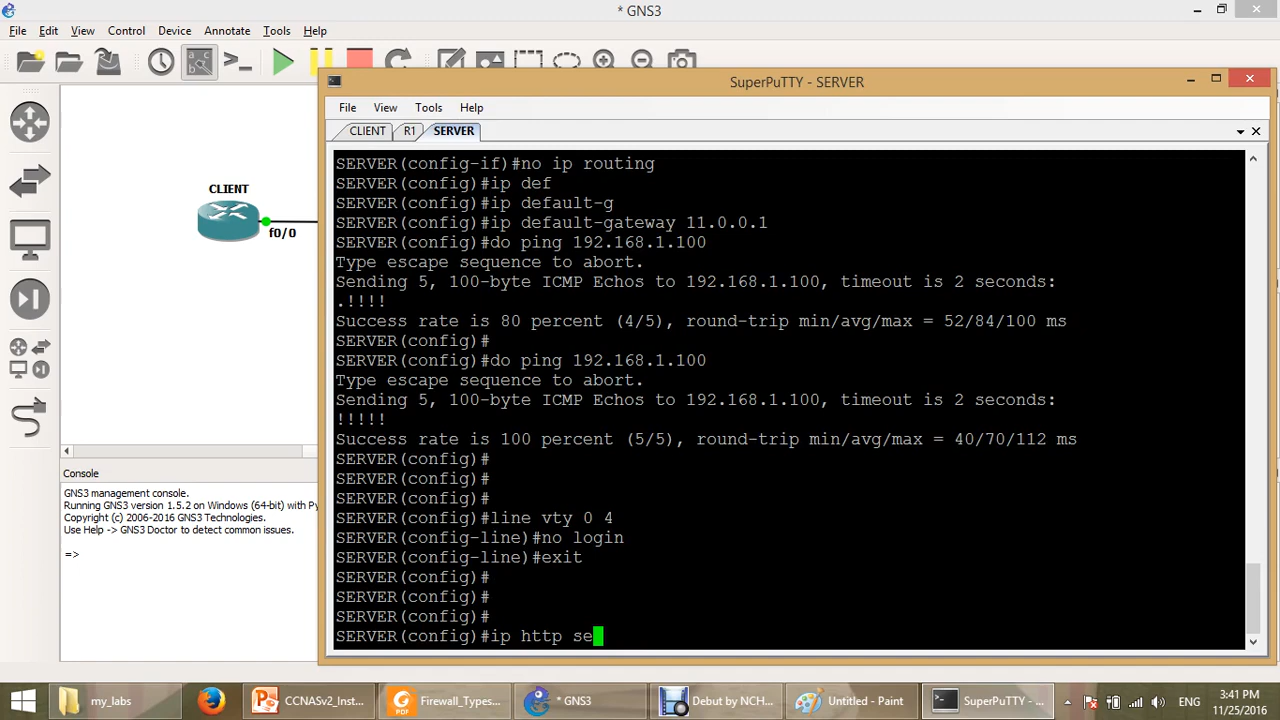 * GNS3
File Edit View Control Device Annotate Tools Help
SuperPuTTY - SERVER
File View Tools Help
CLIENT R1 SERVER
CLIENT
f0/0
SERVER(config-if)#no ip routing
SERVER(config)#ip def
SERVER(config)#ip default-g
SERVER(config)#ip default-gateway 11.0.0.1
SERVER(config)#do ping 192.168.1.100
Type escape sequence to abort.
Sending 5, 100-byte ICMP Echos to 192.168.1.100, timeout is 2 seconds:
.!!!!
Success rate is 80 percent (4/5), round-trip min/avg/max = 52/84/100 ms
SERVER(config)#
SERVER(config)#do ping 192.168.1.100
Type escape sequence to abort.
Sending 5, 100-byte ICMP Echos to 192.168.1.100, timeout is 2 seconds:
!!!!!
Success rate is 100 percent (5/5), round-trip min/avg/max = 40/70/112 ms
SERVER(config)#
SERVER(config)#
SERVER(config)#
SERVER(config)#line vty 0 4
SERVER(config-line)#no login
SERVER(config-line)#exit
SERVER(config)#
SERVER(config)#
SERVER(config)#
SERVER(config)#ip http se
Console
GNS3 management console.
Running GNS3 version 1.5.2 on Windows (64-bit) with Py
Copyright (c) 2006-2016 GNS3 Technologies.
Use Help -> GNS3 Doctor to detect common issues.
=>
my_labs
CCNASv2_Inst...
Firewall_Types...
* GNS3
Debut by NCH...
Untitled - Paint
SuperPuTTY - S...
ENG
3:41 PM
11/25/2016